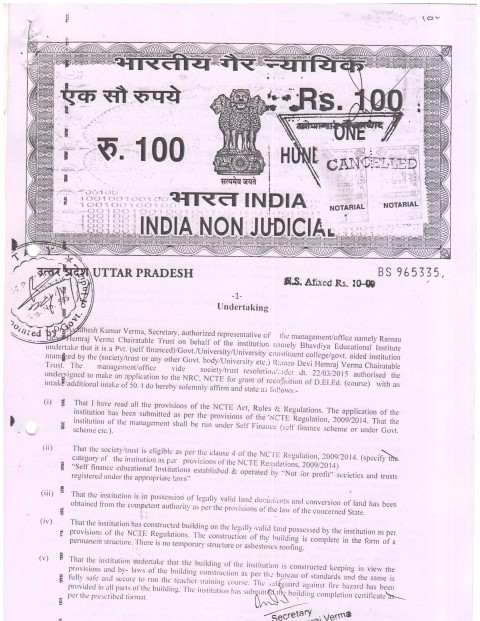 भारतीय गैर न्यायिक
एक सौ रुपये
Rs. 100
रु. 100
ONE
CANCELLED
सत्यमेव जयते
NOTARIAL
NOTARIAL
भारत INDIA
INDIA NON JUDICIAL
उत्तर प्रदेश UTTAR PRADESH
BS 965335
N.S. Afixed Rs. 10-00
-1-
Undertaking
Kumar Verma, Secretary, authorized representative of the management/office namely Ramau
Hemraj Verma Chairatable Trust on behalf of the institution namely Bhavdiya Educational Institute
undertake that it is a Pvt. (self financed)/Govt./University/University constituent college/govt. aided institution
managed by the (society/trust or any other Govt. body/University etc.) Ramau Devi Hemraj Verma Chairatable
Trust. The management/office vide society/trust resolution/order dt. 22/03/2015 authorised the
undersigned to make an application to the NRC, NCTE for grant of recognition of D.El.Ed. (course) with an
intake/additional intake of 50. I do hereby solemnly affirm and state as follows:-
(i) That I have read all the provisions of the NCTE Act, Rules & Regulations. The application of the
institution has been submitted as per the provisions of the NCTE Regulation, 2009/2014. That the
institution of the management shall be run under Self Finance (self finance scheme or under Govt.
scheme etc.).
(ii) That the society/trust is eligible as per the clause 4 of the NCTE Regulation, 2009/2014. (specify the
category of the institution as per provisions of the NCTE Regulations, 2009/2014)
"Self finance educational Institutions established & operated by "Not for profit" societies and trusts
registered under the appropriate laws"
(iii) That the institution is in possession of legally valid land documents and conversion of land has been
obtained from the competent authority as per the provisions of the law of the concerned State.
(iv) That the institution has constructed building on the legally valid land possessed by the institution as per
provisions of the NCTE Regulations. The construction of the building is complete in the form of a
permanent structure. There is no temporary structure or asbestines roofing.
(v) That the institution undertake that the building of the institution is constructed keeping in view the
provisions and by- laws of the building construction as per the bureau of standards and the same is
fully safe and secure to run the teacher training course. The safeguard against fire hazard has been
provided in all parts of the building. The institution has submitted the building completion certificate as
per the prescribed format.
Secretary
Verma